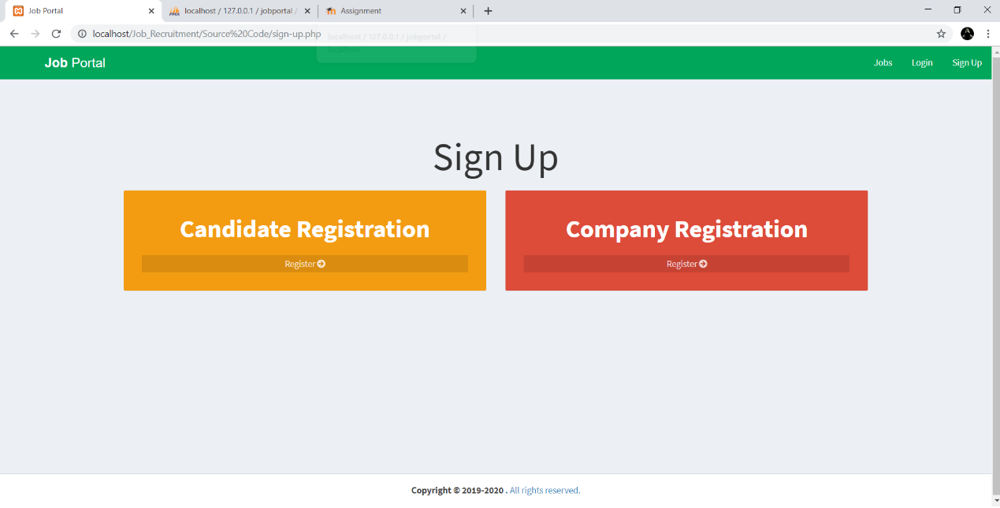 Job Portal
localhost / 127.0.0.1 / jobportal /
Assignment
localhost/Job_Recruitment/Source%20Code/sign-up.php
localhost / 127.0.0.1 / jobportal /
localhost
Job Portal
Jobs
Login
Sign Up
Sign Up
Candidate Registration
Company Registration
Register
Register
Copyright © 2019-2020 . All rights reserved.